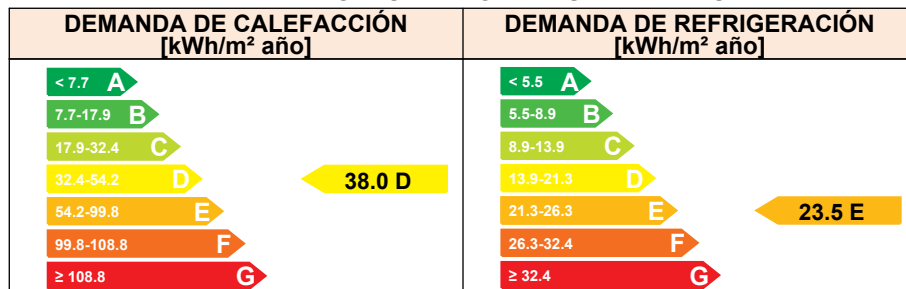 DEMANDA DE CALEFACCIÓN
[kWh/m² año]
< 7.7 A
7.7-17.9 B
17.9-32.4 C
32.4-54.2 D
38.0 D
54.2-99.8 E
99.8-108.8 F
≥ 108.8 G
DEMANDA DE REFRIGERACIÓN
[kWh/m² año]
< 5.5 A
5.5-8.9 B
8.9-13.9 C
13.9-21.3 D
21.3-26.3 E
23.5 E
26.3-32.4 F
≥ 32.4 G